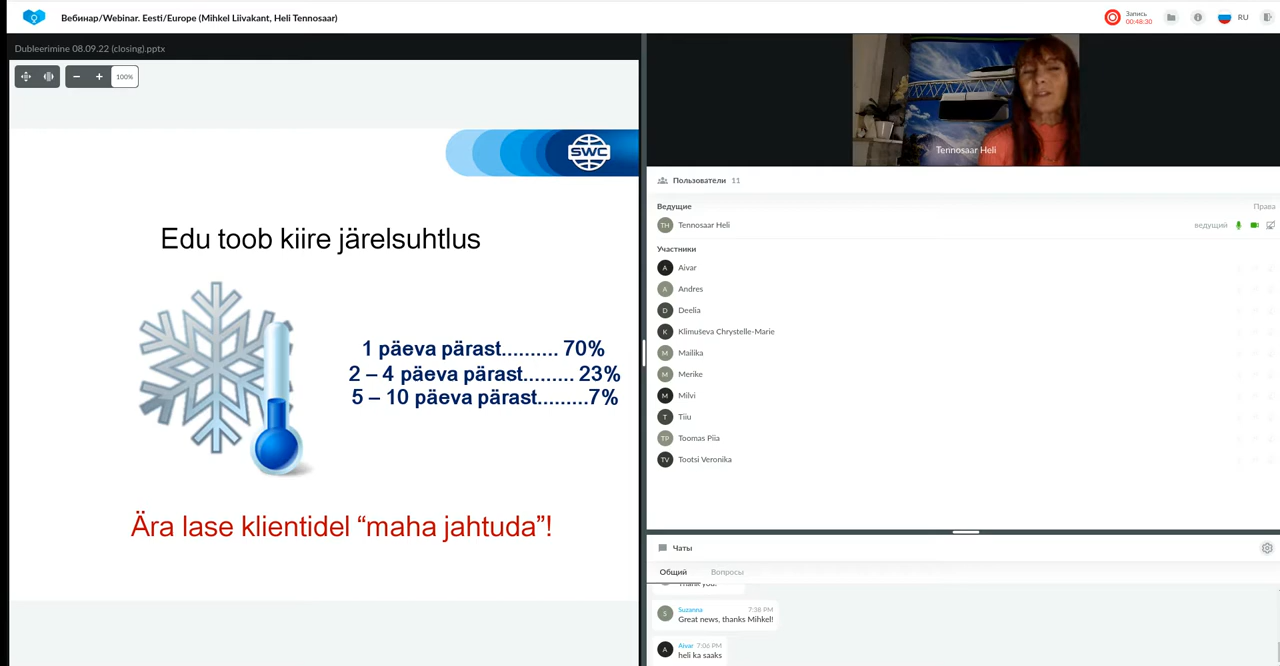 Вебинар/Webinar. Eesti/Europe (Mihkel Liivakant, Heli Tennosaar)
Запись
00:48:30
RU
Dubleerimine 08.09.22 (closing).pptx
100%
SWC
Edu toob kiire järelsuhtlus
1 päeva pärast.......... 70%
2 – 4 päeva pärast......... 23%
5 – 10 päeva pärast.........7%
Ära lase klientidel “maha jahtuda”!
Tennosaar Heli
Пользователи 11
Ведущие
Права
TH Tennosaar Heli
ведущий
Участники
A Aivar
A Andres
D Deelia
K Klimuševa Chrystelle-Marie
M Mailika
M Merike
M Milvi
T Tiiu
TP Toomas Piia
TV Tootsi Veronika
Чаты
Общий
Вопросы
Thank you!
S Suzanna 7:38 PM
Great news, thanks Mihkel!
A Aivar 7:06 PM
heli ka saaks